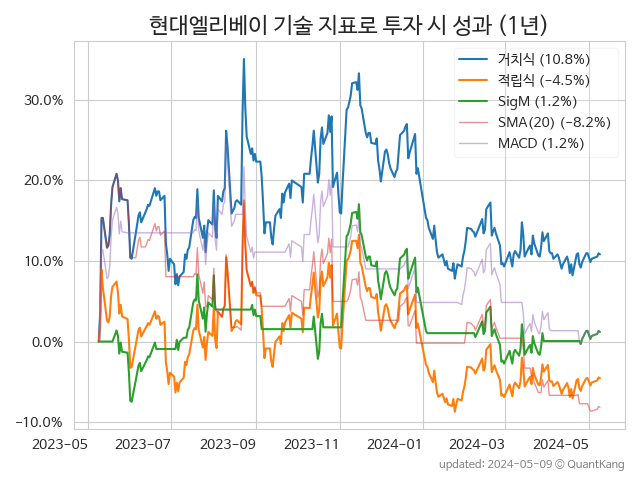 현대엘리베이 기술 지표로 투자 시 성과 (1년)
거치식 (10.8%)
적립식 (−4.5%)
SigM (1.2%)
SMA(20) (−8.2%)
MACD (1.2%)
30.0%
20.0%
10.0%
0.0%
−10.0%
2023−05 2023−07 2023−09 2023−11 2024−01 2024−03 2024−05
updated: 2024−05−09 ⓒ QuantKang